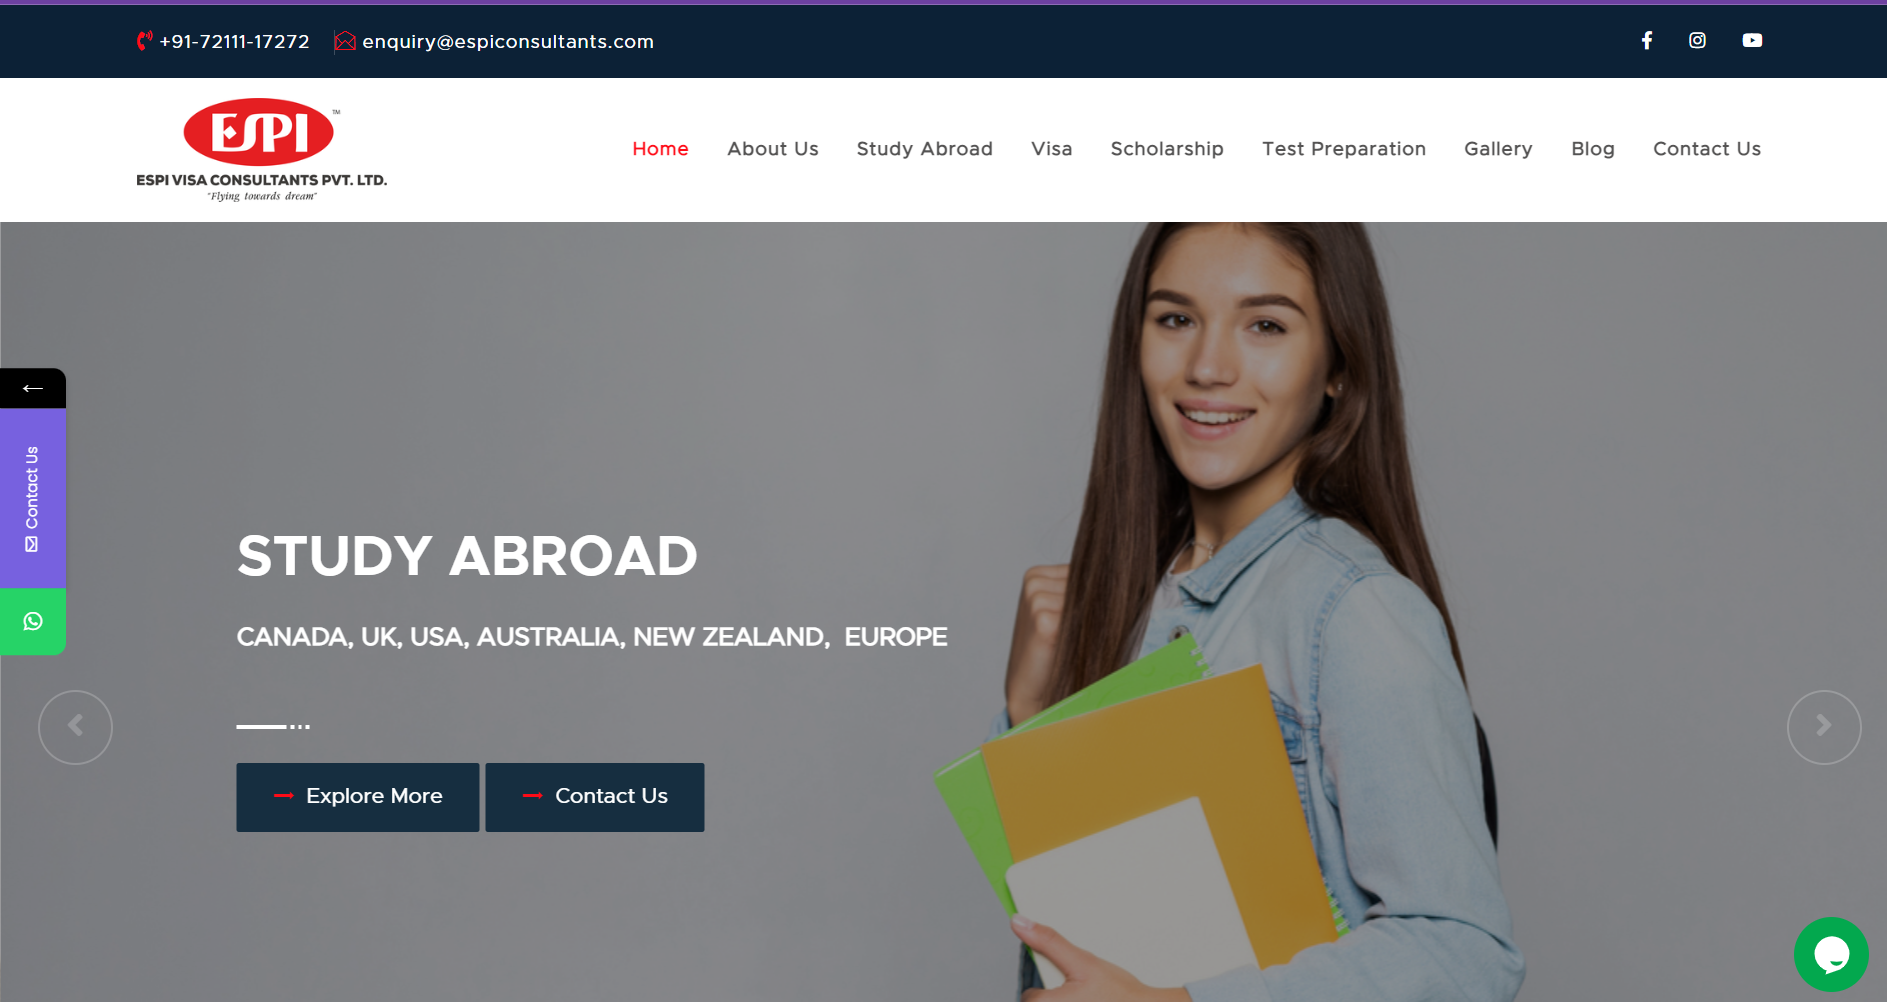 +91-72111-17272 enquiry@espiconsultants.com
ESPI TM
ESPI VISA CONSULTANTS PVT. LTD.
"Flying towards dream"
Home About Us Study Abroad Visa Scholarship Test Preparation Gallery Blog Contact Us
Contact Us
STUDY ABROAD
CANADA, UK, USA, AUSTRALIA, NEW ZEALAND, EUROPE
Explore More Contact Us